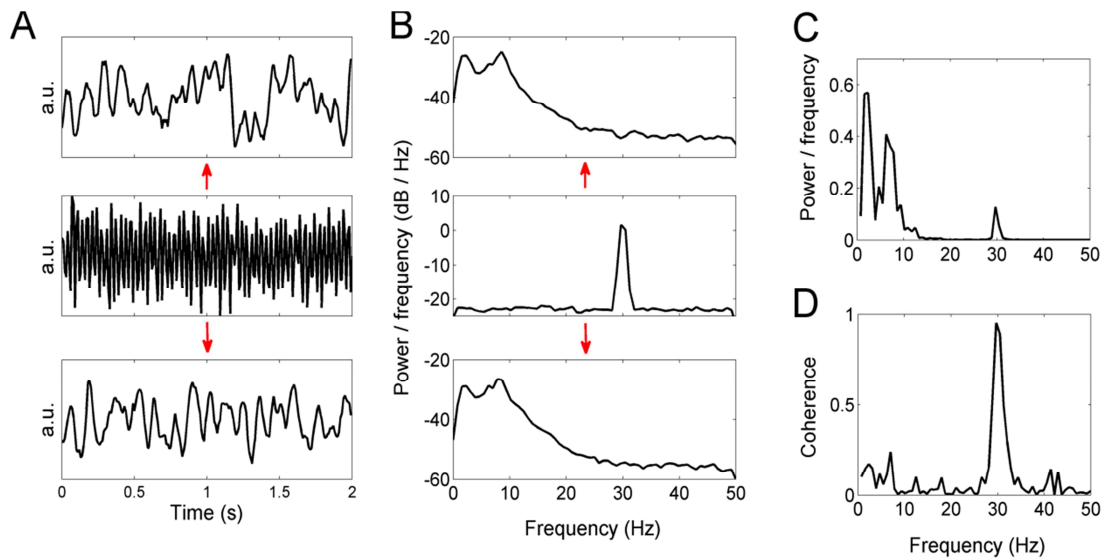 A
a.u.
a.u.
a.u.
0 0.5 1 1.5 2
Time (s)
B
Power / frequency (dB / Hz)
-20
-40
-60
10
0
-10
-20
-20
-40
-60
0 10 20 30 40 50
Frequency (Hz)
C
Power / frequency
0.6
0.4
0.2
0
0 10 20 30 40 50
D
Coherence
1
0.5
0
0 10 20 30 40 50
Frequency (Hz)